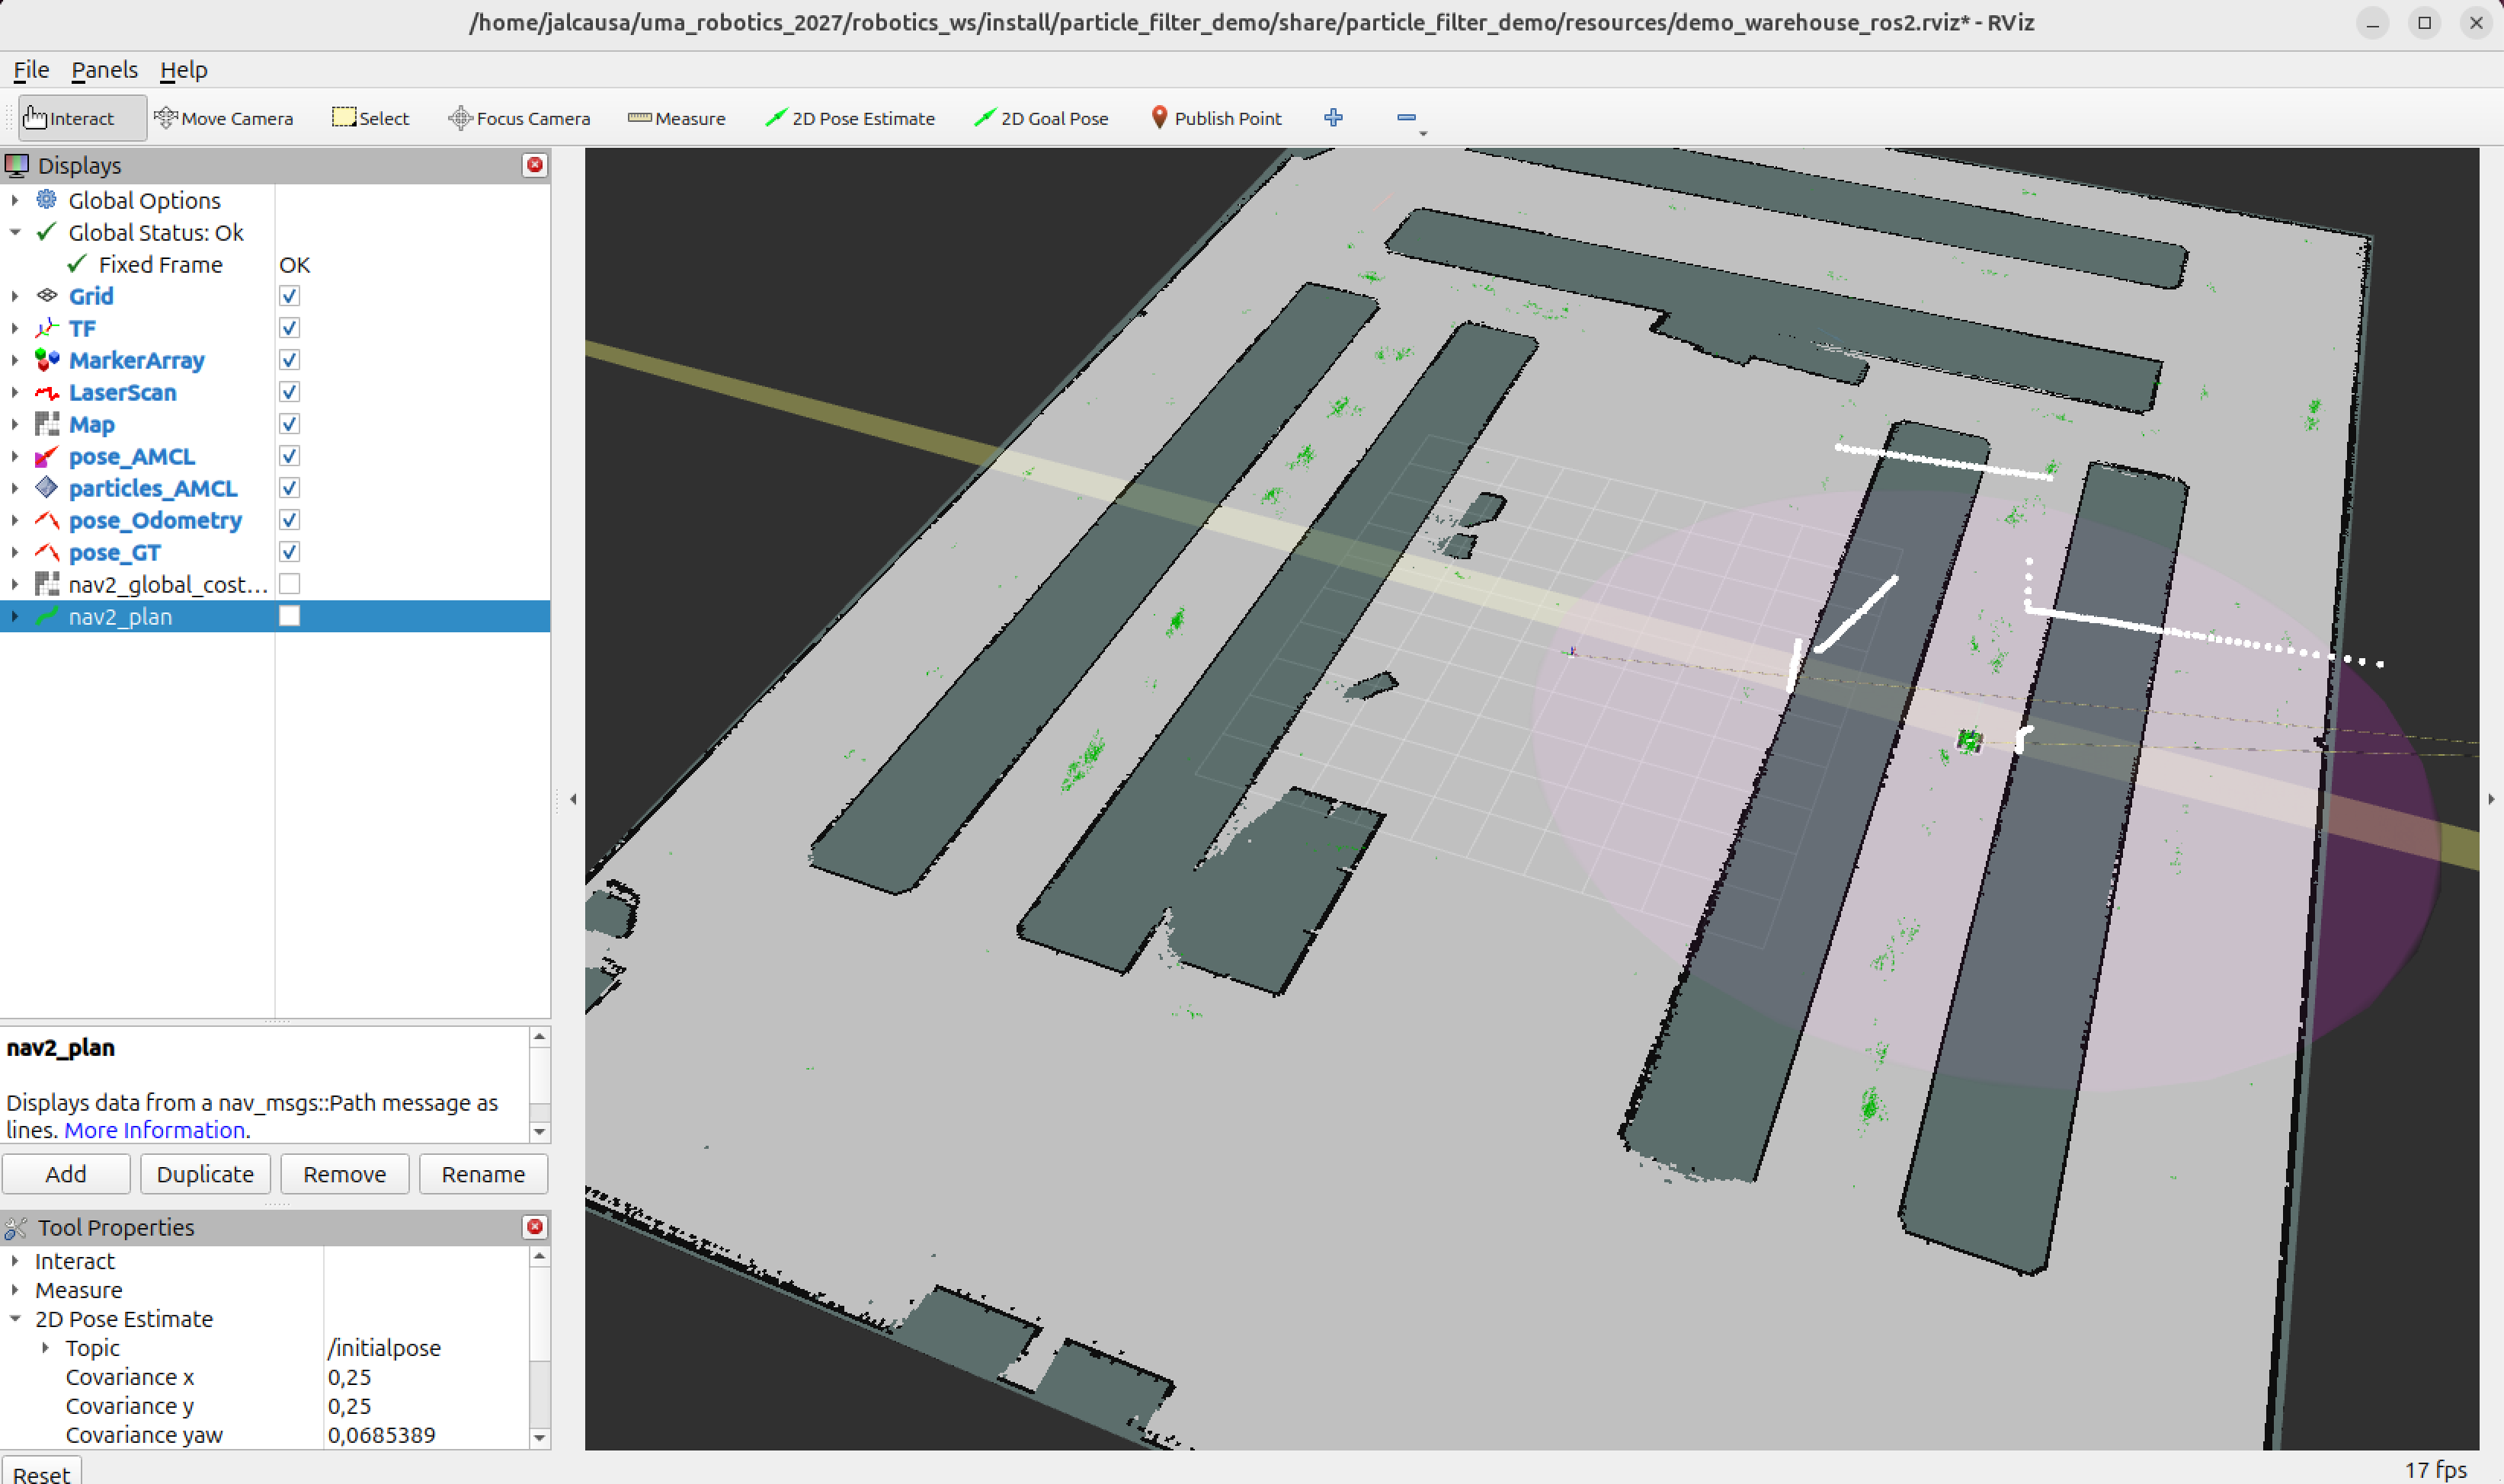 /home/jalcausa/uma_robotics_2027/robotics_ws/install/particle_filter_demo/share/particle_filter_demo/resources/demo_warehouse_ros2.rviz* - RViz
File Panels Help
Interact Move Camera Select Focus Camera Measure 2D Pose Estimate 2D Goal Pose Publish Point
Displays
Global Options
Global Status: Ok
Fixed Frame OK
Grid
TF
MarkerArray
LaserScan
Map
pose_AMCL
particles_AMCL
pose_Odometry
pose_GT
nav2_global_cost...
nav2_plan
nav2_plan
Displays data from a nav_msgs::Path message as
lines. More Information.
Add Duplicate Remove Rename
Tool Properties
Interact
Measure
2D Pose Estimate
Topic /initialpose
Covariance x 0,25
Covariance y 0,25
Covariance yaw 0,0685389
Reset
17 fps